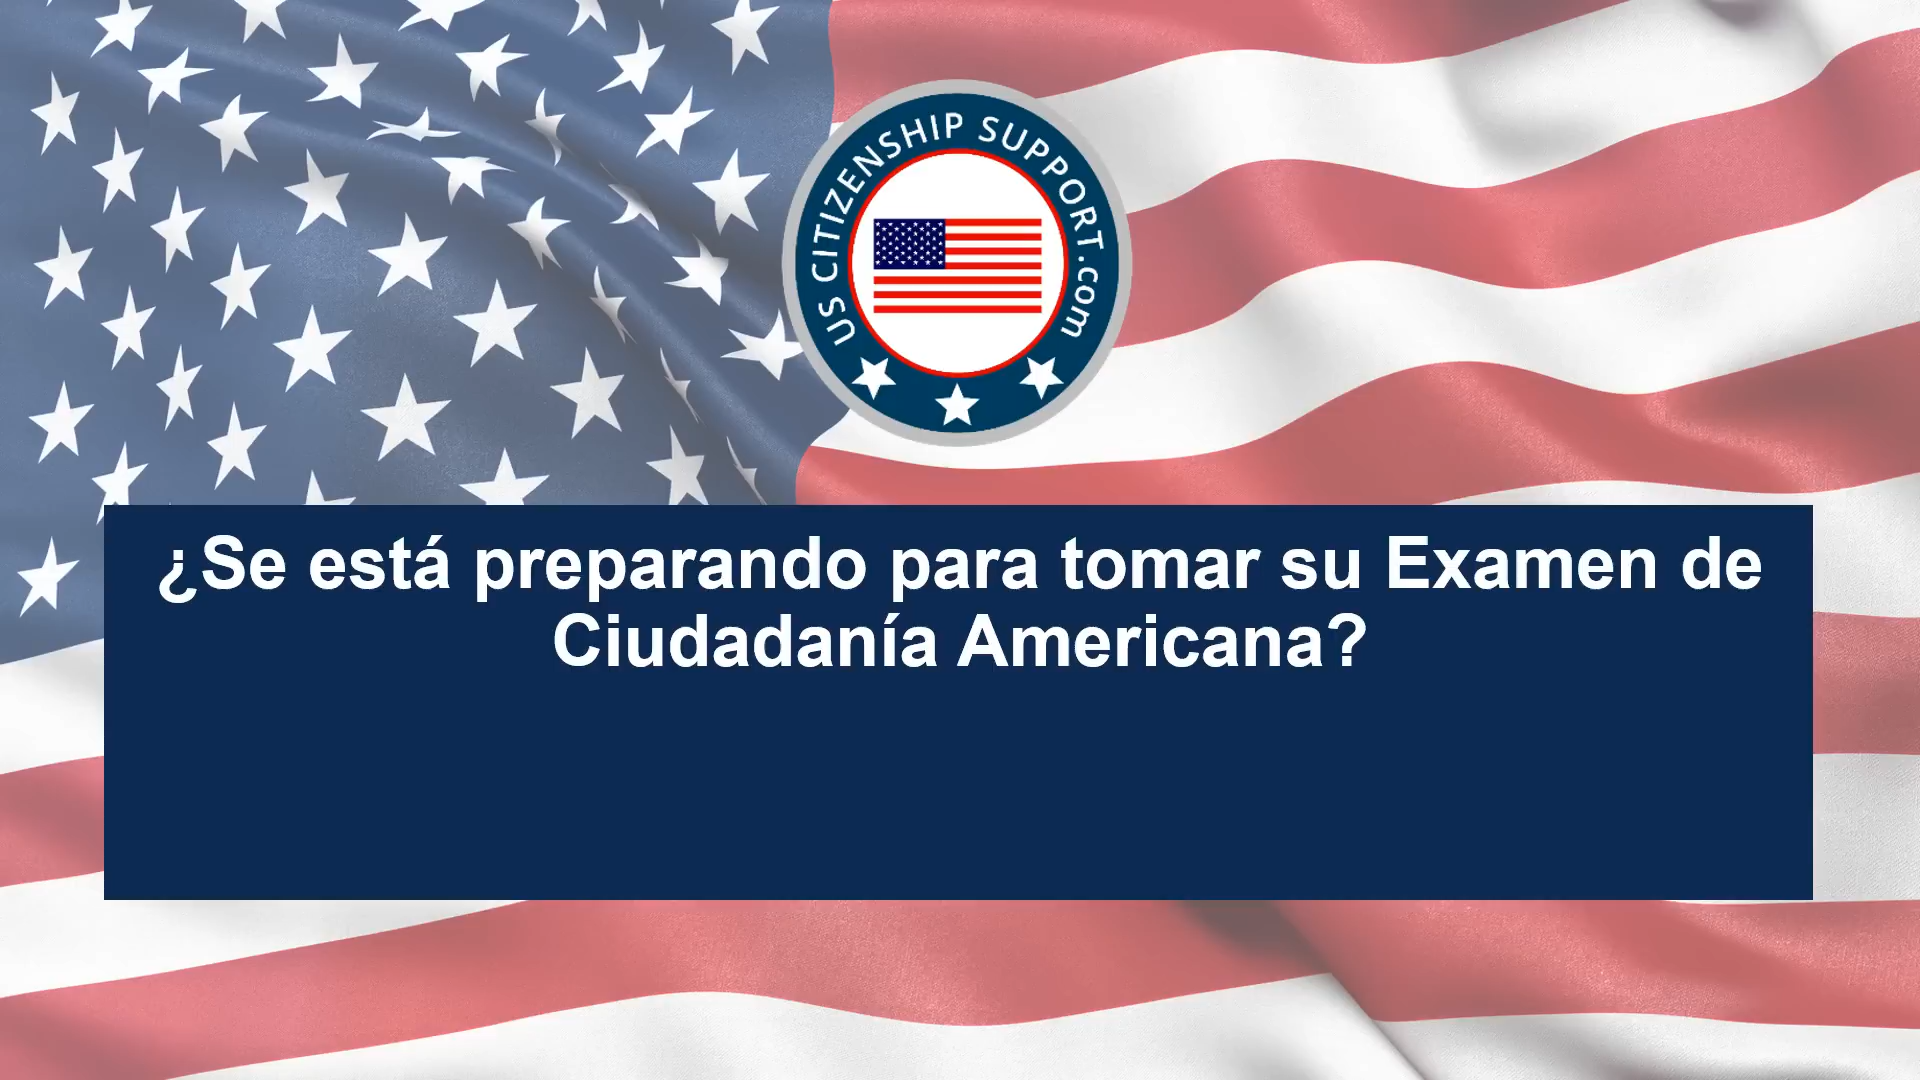 US CITIZENSHIP SUPPORT.com
¿Se está preparando para tomar su Examen de
Ciudadanía Americana?